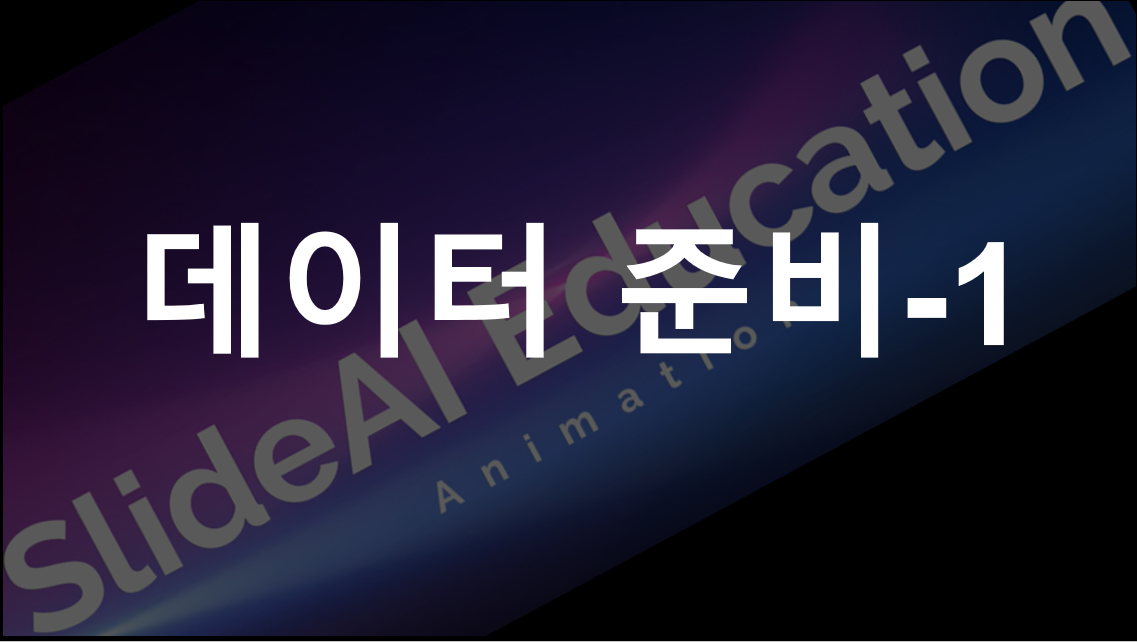 데이터 준비-1
SlideAI Education
Animation